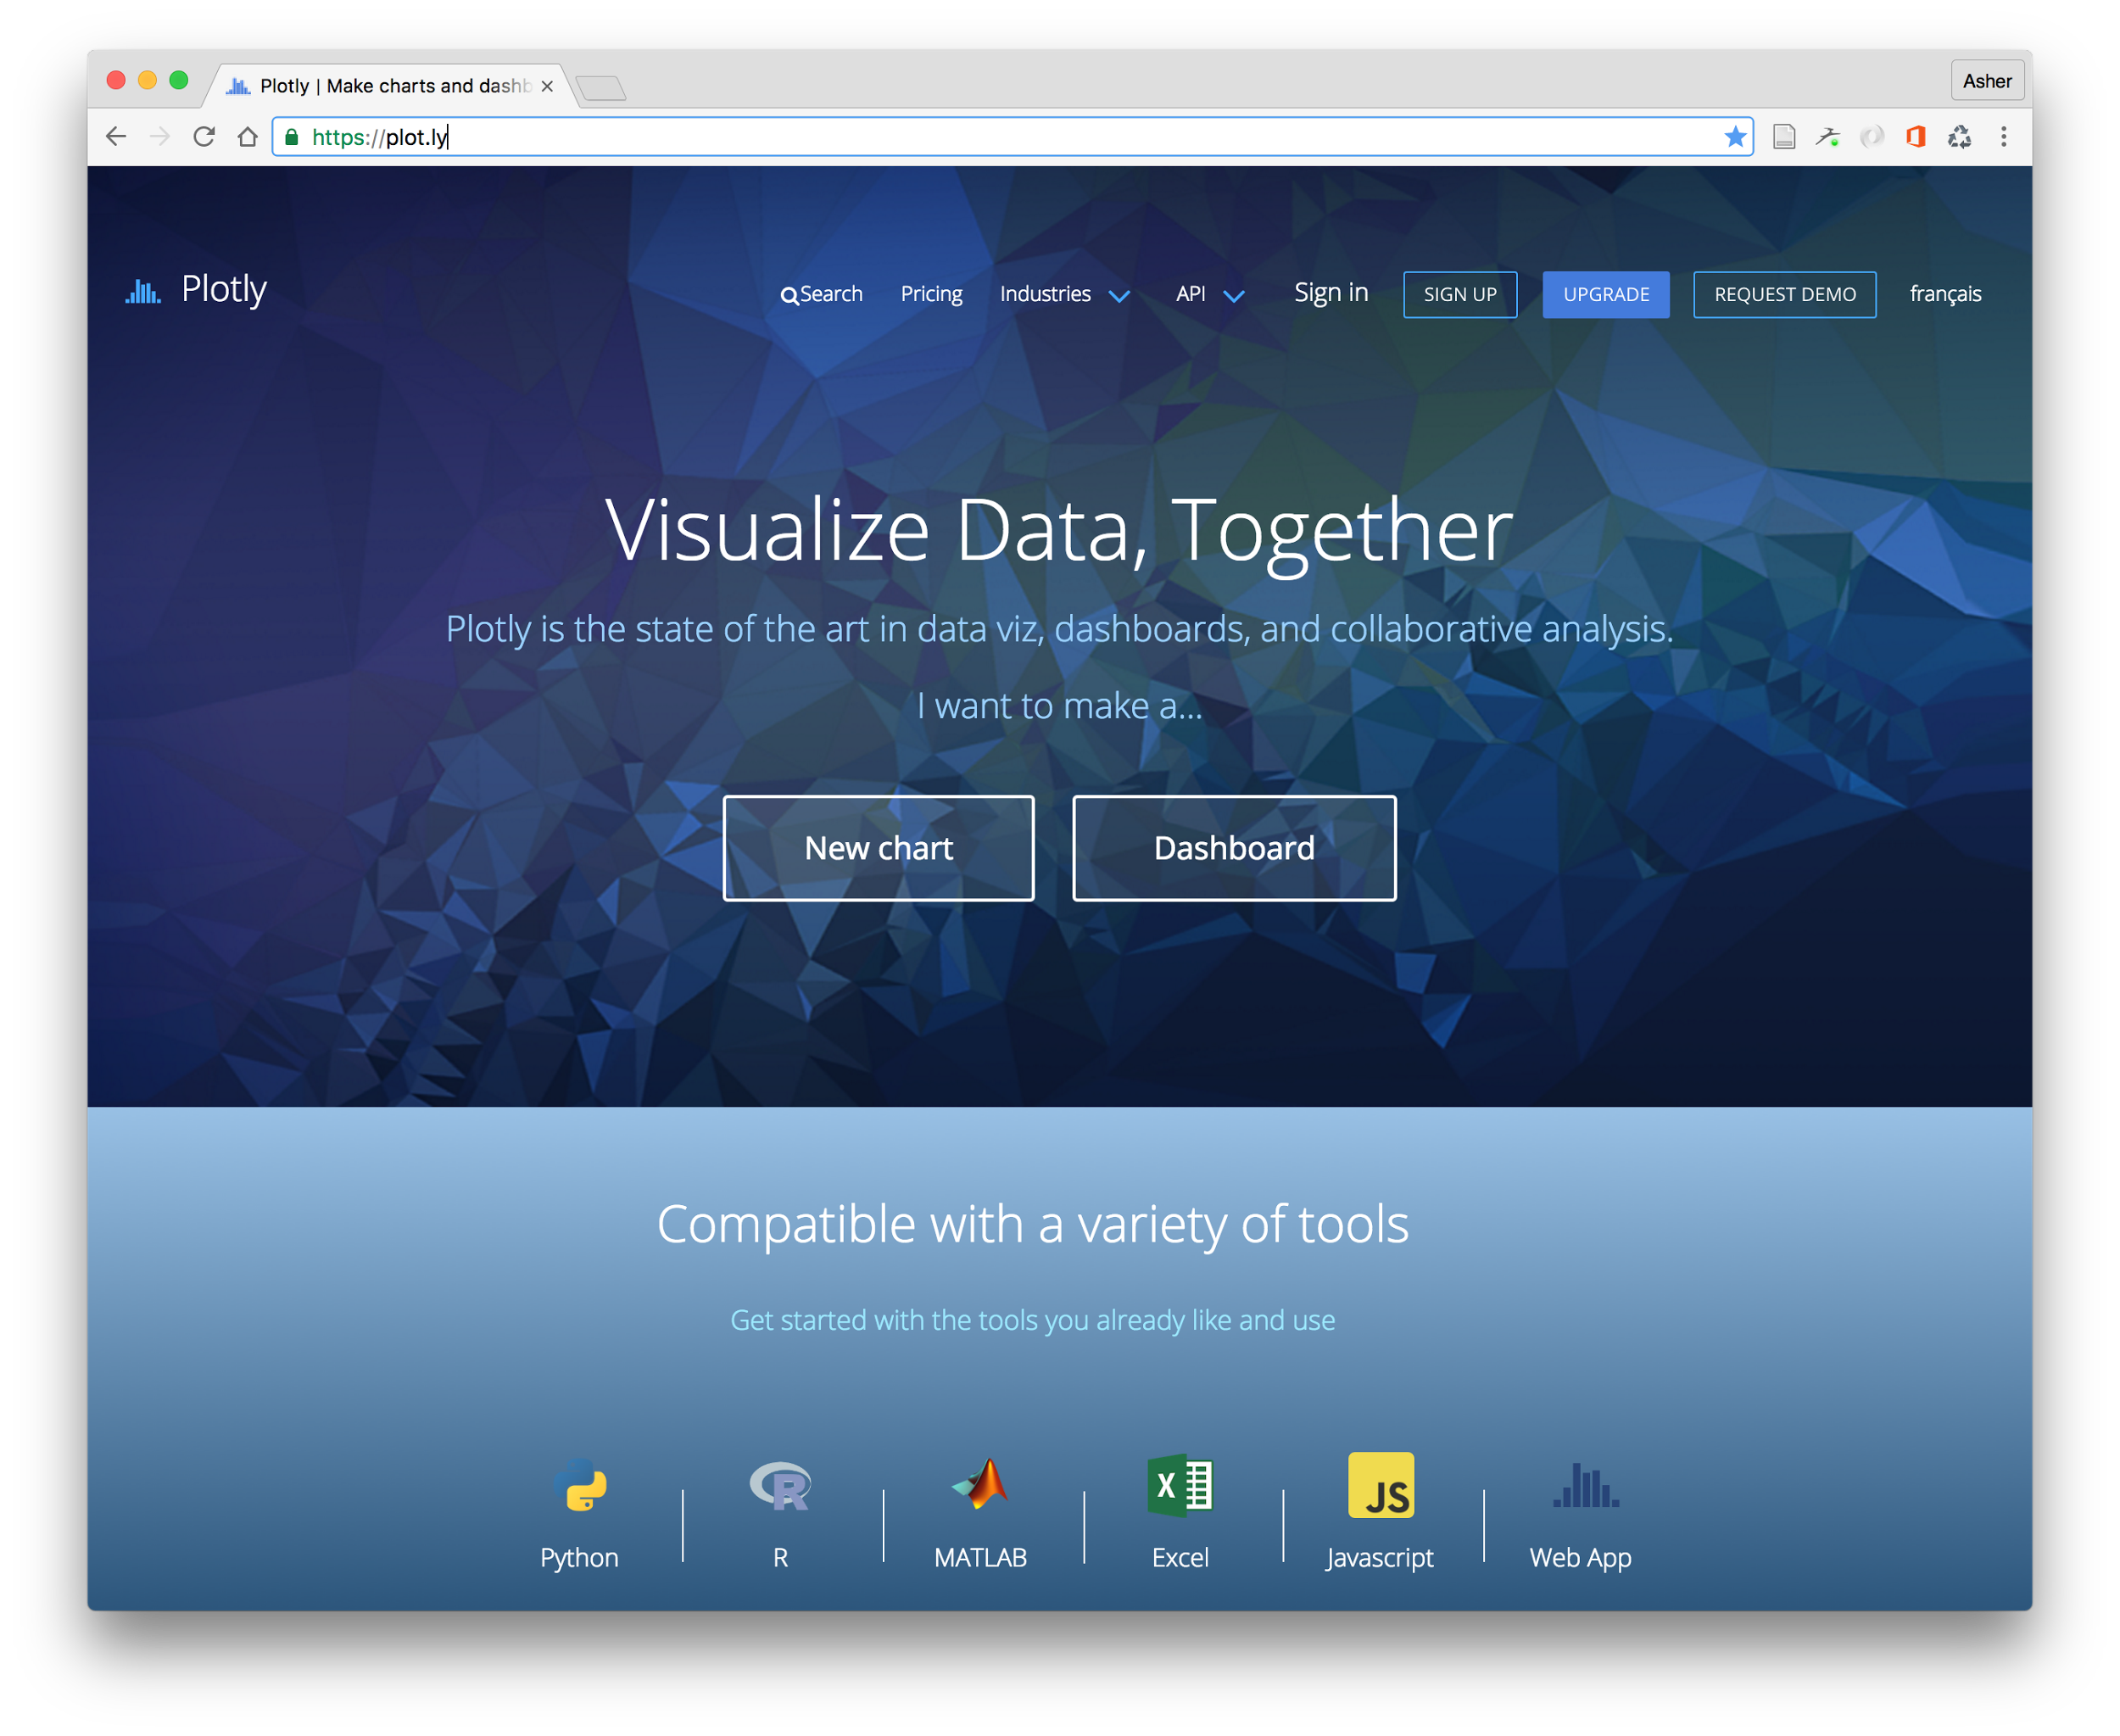 Plotly | Make charts and dashb
Asher
https://plot.ly
Plotly
Search Pricing Industries API Sign in SIGN UP UPGRADE REQUEST DEMO français
Visualize Data, Together
Plotly is the state of the art in data viz, dashboards, and collaborative analysis.
I want to make a...
New chart Dashboard
Compatible with a variety of tools
Get started with the tools you already like and use
X JS
Python R MATLAB Excel Javascript Web App